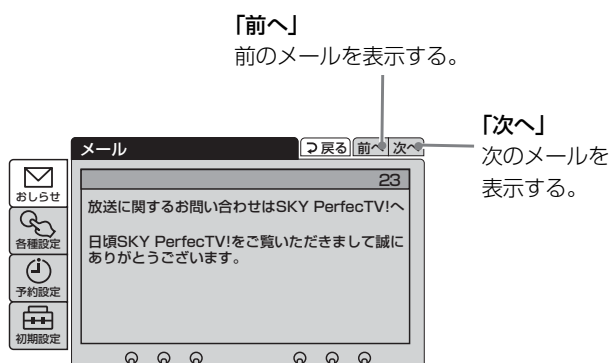 「前へ」
前のメールを表示する。
「次へ」
次のメールを
表示する。
メール
戻る 前へ 次へ
23
放送に関するお問い合わせはSKY PerfecTV!へ
日頃SKY PerfecTV!をご覧いただきまして誠に
ありがとうございます。
おしらせ
各種設定
予約設定
初期設定